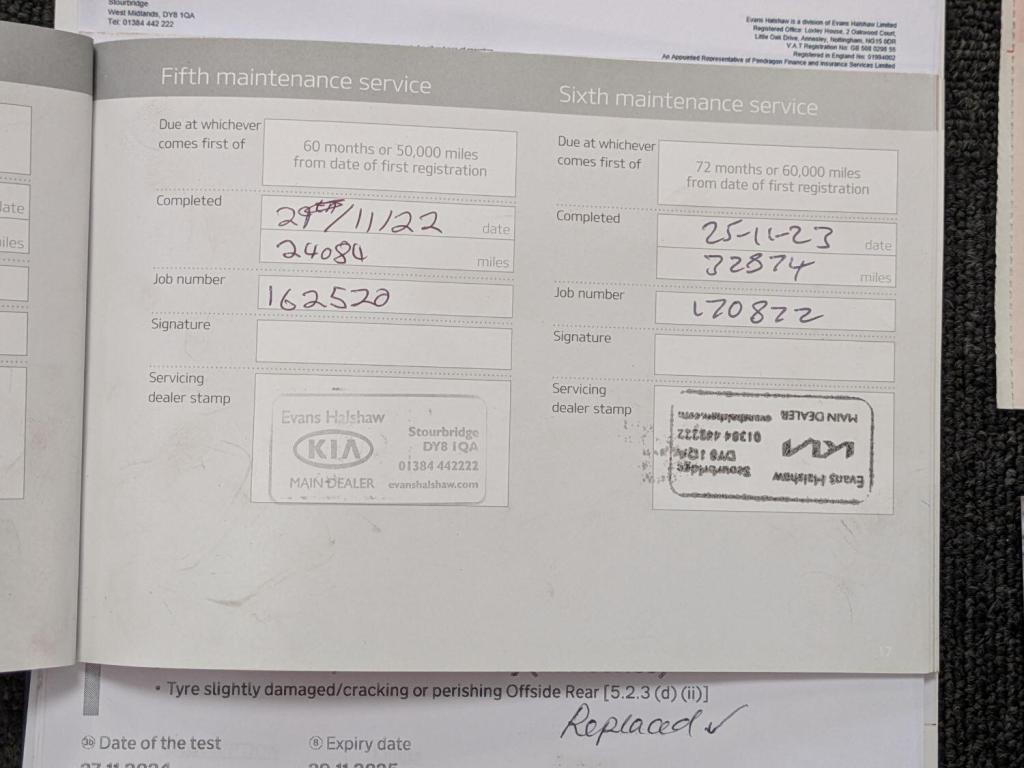 Stourbridge
West Midlands, DY8 1QA
Tel: 01384 442 222
Evans Halshaw is a division of Evans Halshaw Limited
Registered Office: Loxley House, 2 Oakwood Court,
Little Oak Drive, Annesley, Nottingham, NG15 0DR
V.A.T Registration No: GB 508 0298 55
Registered in England No: 01994002
An Appointed Representative of Pendragon Finance and Insurance Services Limited
late
iles
Fifth maintenance service
Due at whichever
comes first of
60 months or 50,000 miles
from date of first registration
Completed
29th/11/22 date
24084 miles
Job number
162520
Signature
Servicing
dealer stamp
Evans Halshaw
KIA
MAIN DEALER
Stourbridge
DY8 1QA
01384 442222
evanshalshaw.com
Sixth maintenance service
Due at whichever
comes first of
72 months or 60,000 miles
from date of first registration
Completed
25-11-23 date
32874 miles
Job number
170822
Signature
Servicing
dealer stamp
Evans Halshaw
KIA
MAIN DEALER
Stourbridge
DY8 1QA
01384 442222
evanshalshaw.com
17
• Tyre slightly damaged/cracking or perishing Offside Rear [5.2.3 (d) (ii)]
Replaced ✓
Date of the test
Expiry date